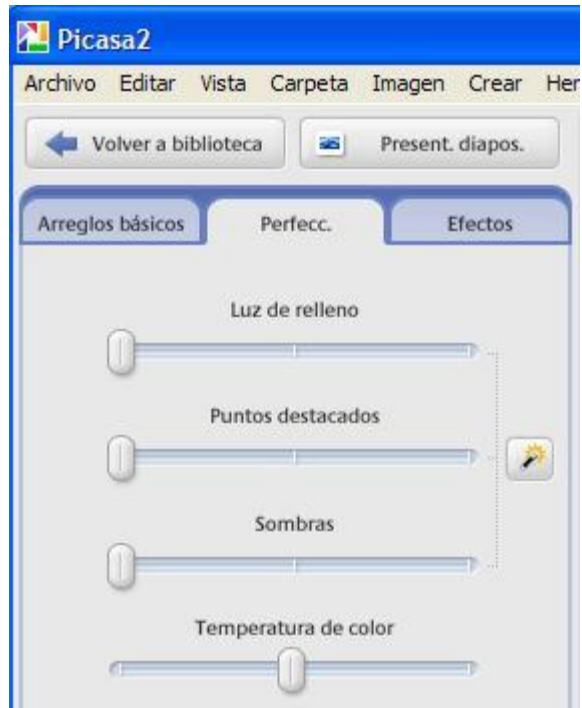 Picasa2
Archivo Editar Vista Carpeta Imagen Crear Her
Volver a biblioteca Present. diapos.
Arreglos básicos Perfecc. Efectos
Luz de relleno
Puntos destacados
Sombras
Temperatura de color